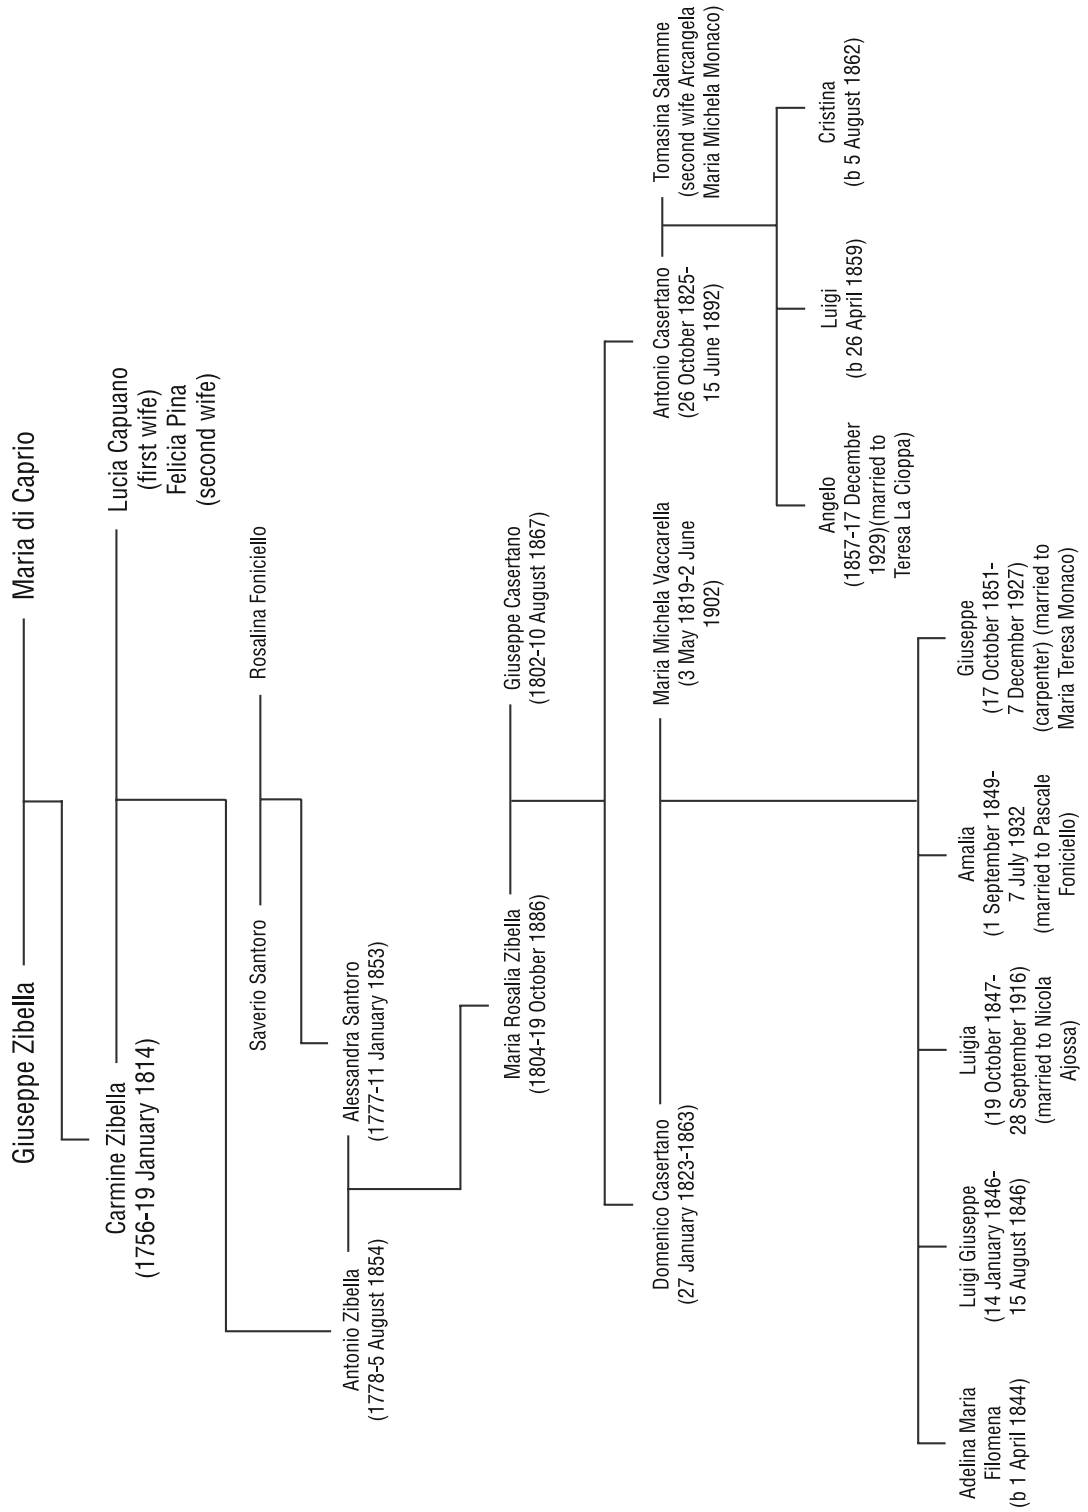 Giuseppe Zibella
Maria di Caprio
Carmine Zibella
(1756-19 January 1814)
Lucia Capuano
(first wife)
Felicia Pina
(second wife)
Saverio Santoro
Rosalina Foniciello
Antonio Zibella
(1778-5 August 1854)
Alessandra Santoro
(1777-11 January 1853)
Maria Rosalia Zibella
(1804-19 October 1886)
Giuseppe Casertano
(1802-10 August 1867)
Domenico Casertano
(27 January 1823-1863)
Maria Michela Vaccarella
(3 May 1819-2 June
1902)
Antonio Casertano
(26 October 1825-
15 June 1892)
Tomasina Salemme
(second wife Arcangela
Maria Michela Monaco)
Angelo
(1857-17 December
1929)(married to
Teresa La Cioppa)
Luigi
(b 26 April 1859)
Cristina
(b 5 August 1862)
Adelina Maria
Filomena
(b 1 April 1844)
Luigi Giuseppe
(14 January 1846-
15 August 1846)
Luigia
(19 October 1847-
28 September 1916)
(married to Nicola
Ajossa)
Amalia
(1 September 1849-
7 July 1932
(married to Pascale
Foniciello)
Giuseppe
(17 October 1851-
7 December 1927)
(carpenter) (married to
Maria Teresa Monaco)